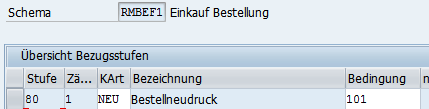 Schema RMBEF1 Einkauf Bestellung
Übersicht Bezugsstufen
Stufe Zä... KArt Bezeichnung Bedingung
80 1 NEU Bestellneudruck 101